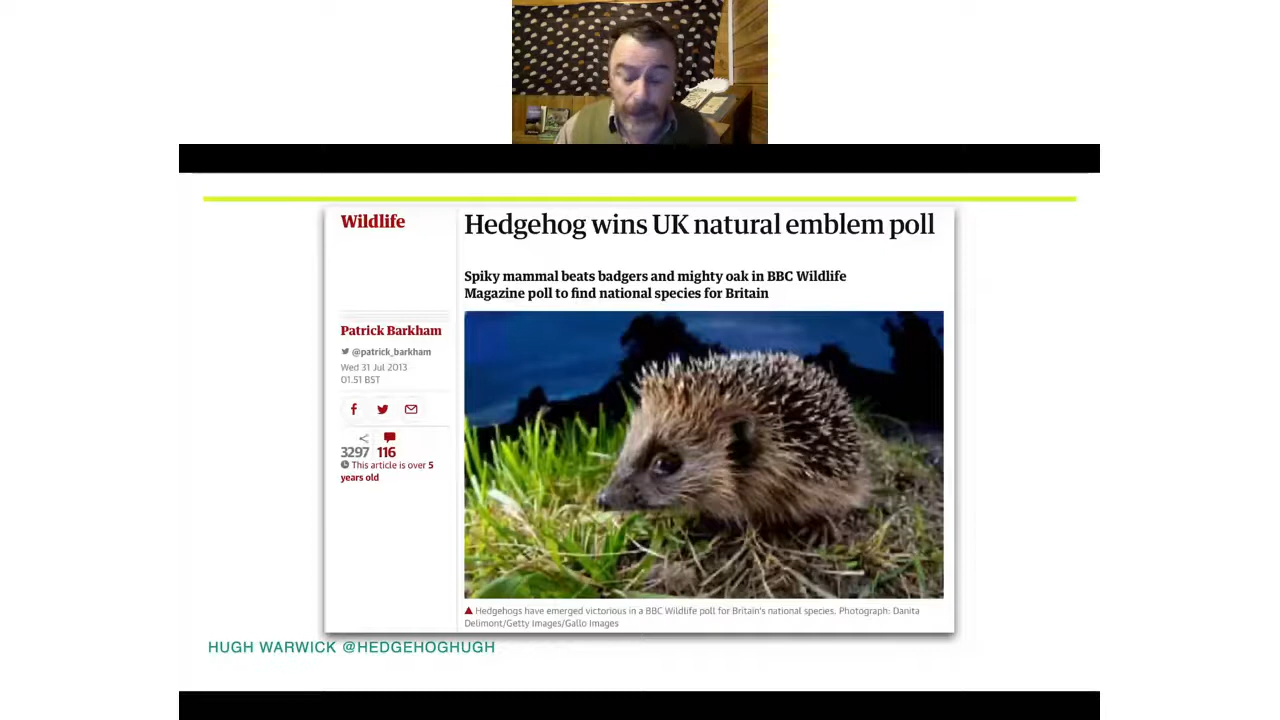 Wildlife
Hedgehog wins UK natural emblem poll
Spiky mammal beats badgers and mighty oak in BBC Wildlife
Magazine poll to find national species for Britain
Patrick Barkham
@patrick_barkham
Wed 31 Jul 2013
01.51 BST
3297 116
This article is over 5
years old
Hedgehogs have emerged victorious in a BBC Wildlife poll for Britain's national species. Photograph: Danita
Delimont/Getty Images/Gallo Images
HUGH WARWICK @HEDGEHOGHUGH